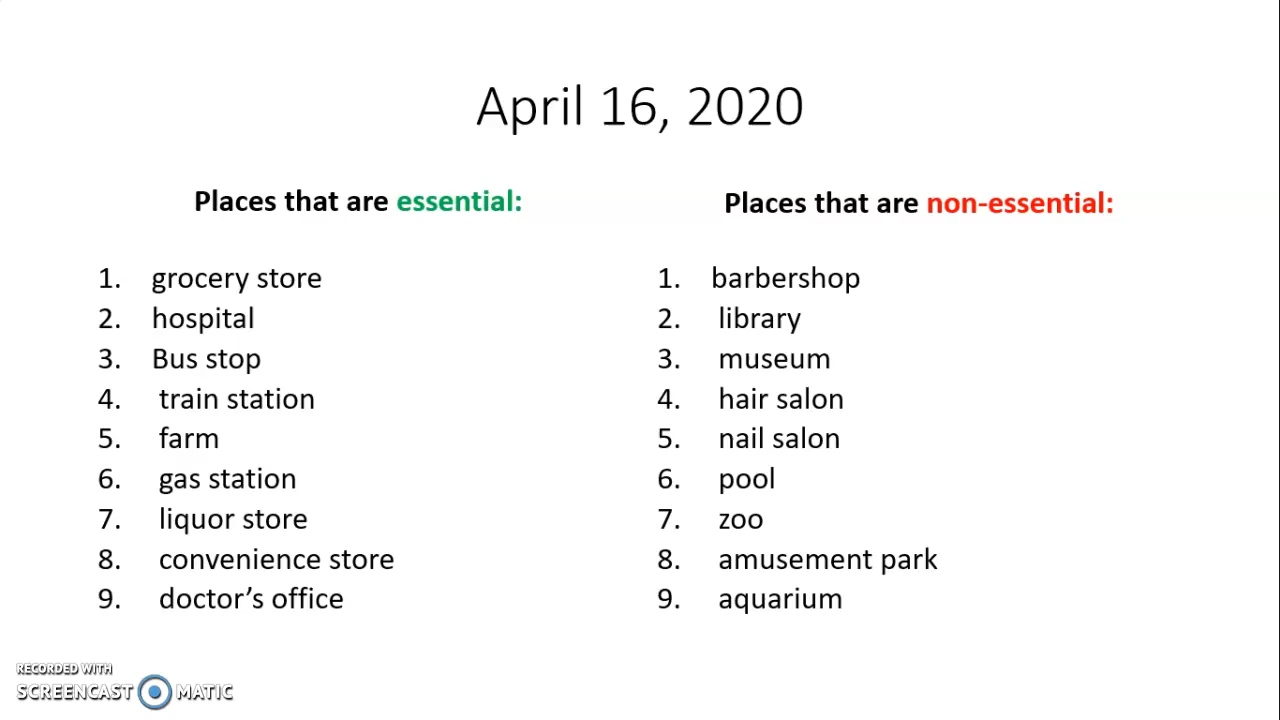 April 16, 2020
Places that are essential:
1. grocery store
2. hospital
3. Bus stop
4. train station
5. farm
6. gas station
7. liquor store
8. convenience store
9. doctor’s office
Places that are non-essential:
1. barbershop
2. library
3. museum
4. hair salon
5. nail salon
6. pool
7. zoo
8. amusement park
9. aquarium
RECORDED WITH
SCREENCAST MATIC